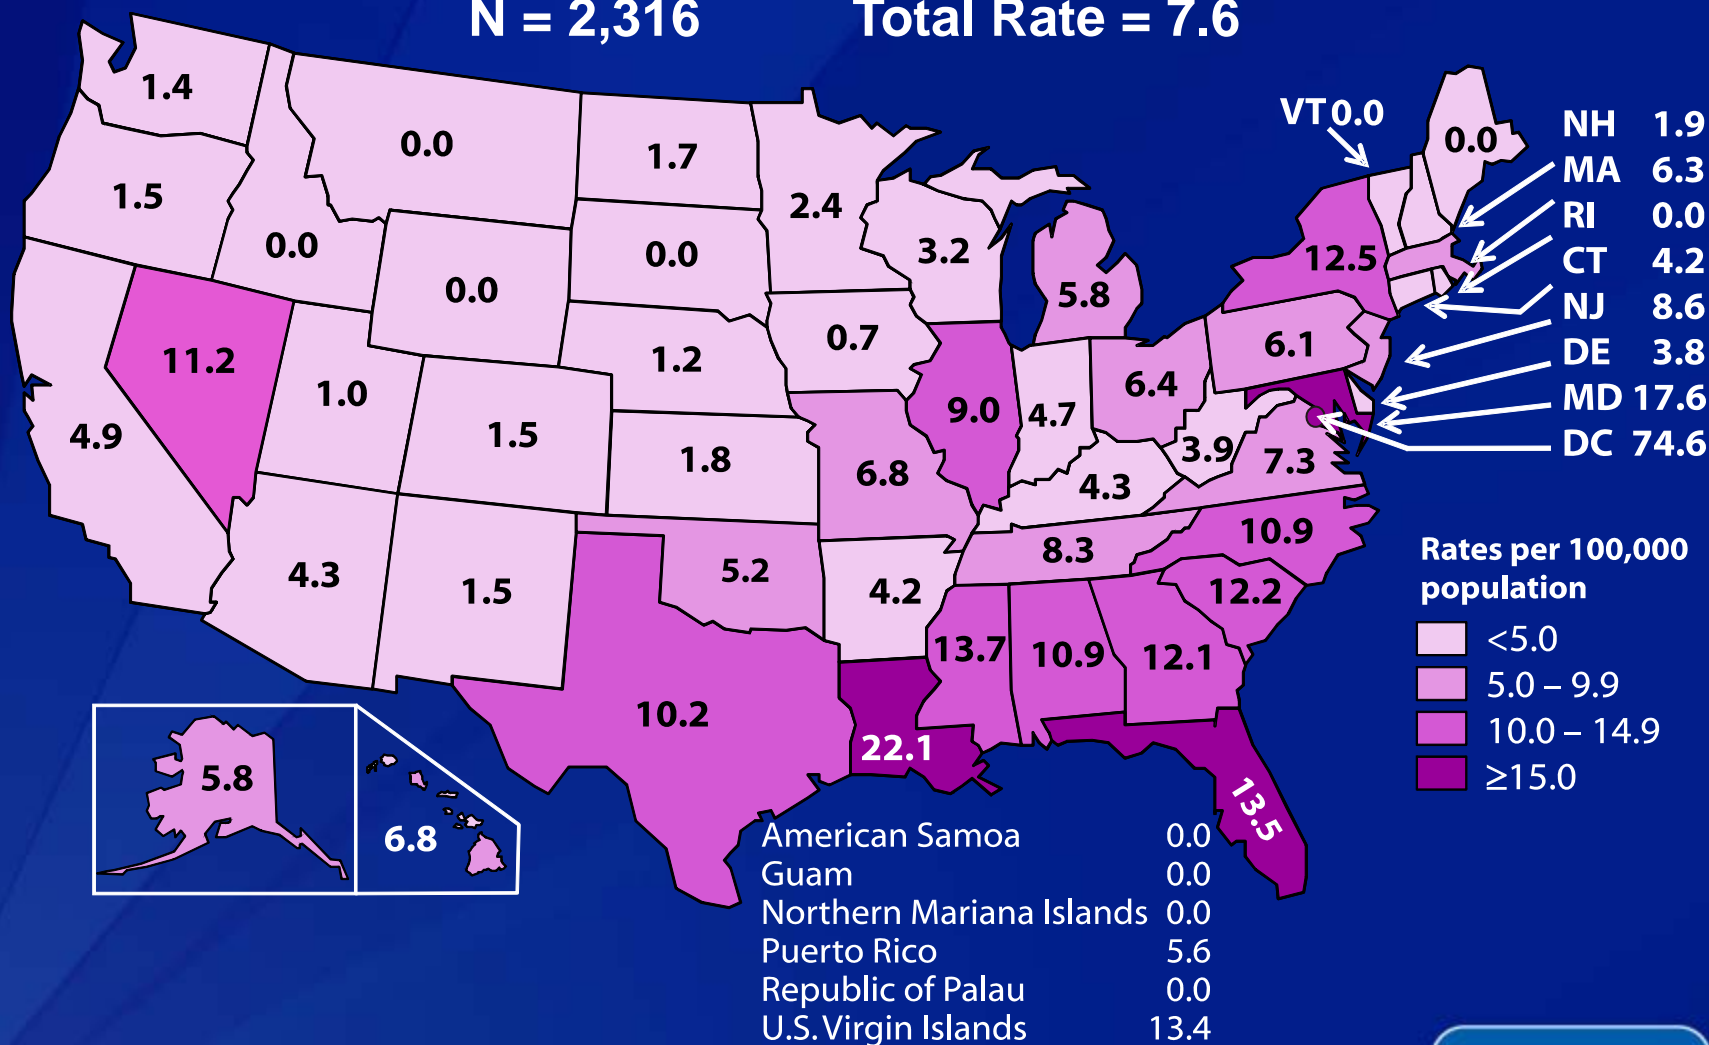 N = 2,316 Total Rate = 7.6
1.4
0.0
1.7
VT 0.0
0.0
NH 1.9
MA 6.3
RI 0.0
CT 4.2
NJ 8.6
DE 3.8
MD 17.6
DC 74.6
1.5
0.0
0.0
0.0
2.4
3.2
5.8
12.5
11.2
1.0
1.2
0.7
6.1
4.9
1.5
1.8
6.8
9.0
4.7
6.4
3.9
7.3
4.3
10.9
4.3
1.5
5.2
4.2
8.3
12.2
13.7
10.9
12.1
10.2
22.1
13.5
5.8
6.8
Rates per 100,000
population
<5.0
5.0 – 9.9
10.0 – 14.9
≥15.0
American Samoa 0.0
Guam 0.0
Northern Mariana Islands 0.0
Puerto Rico 5.6
Republic of Palau 0.0
U.S. Virgin Islands 13.4